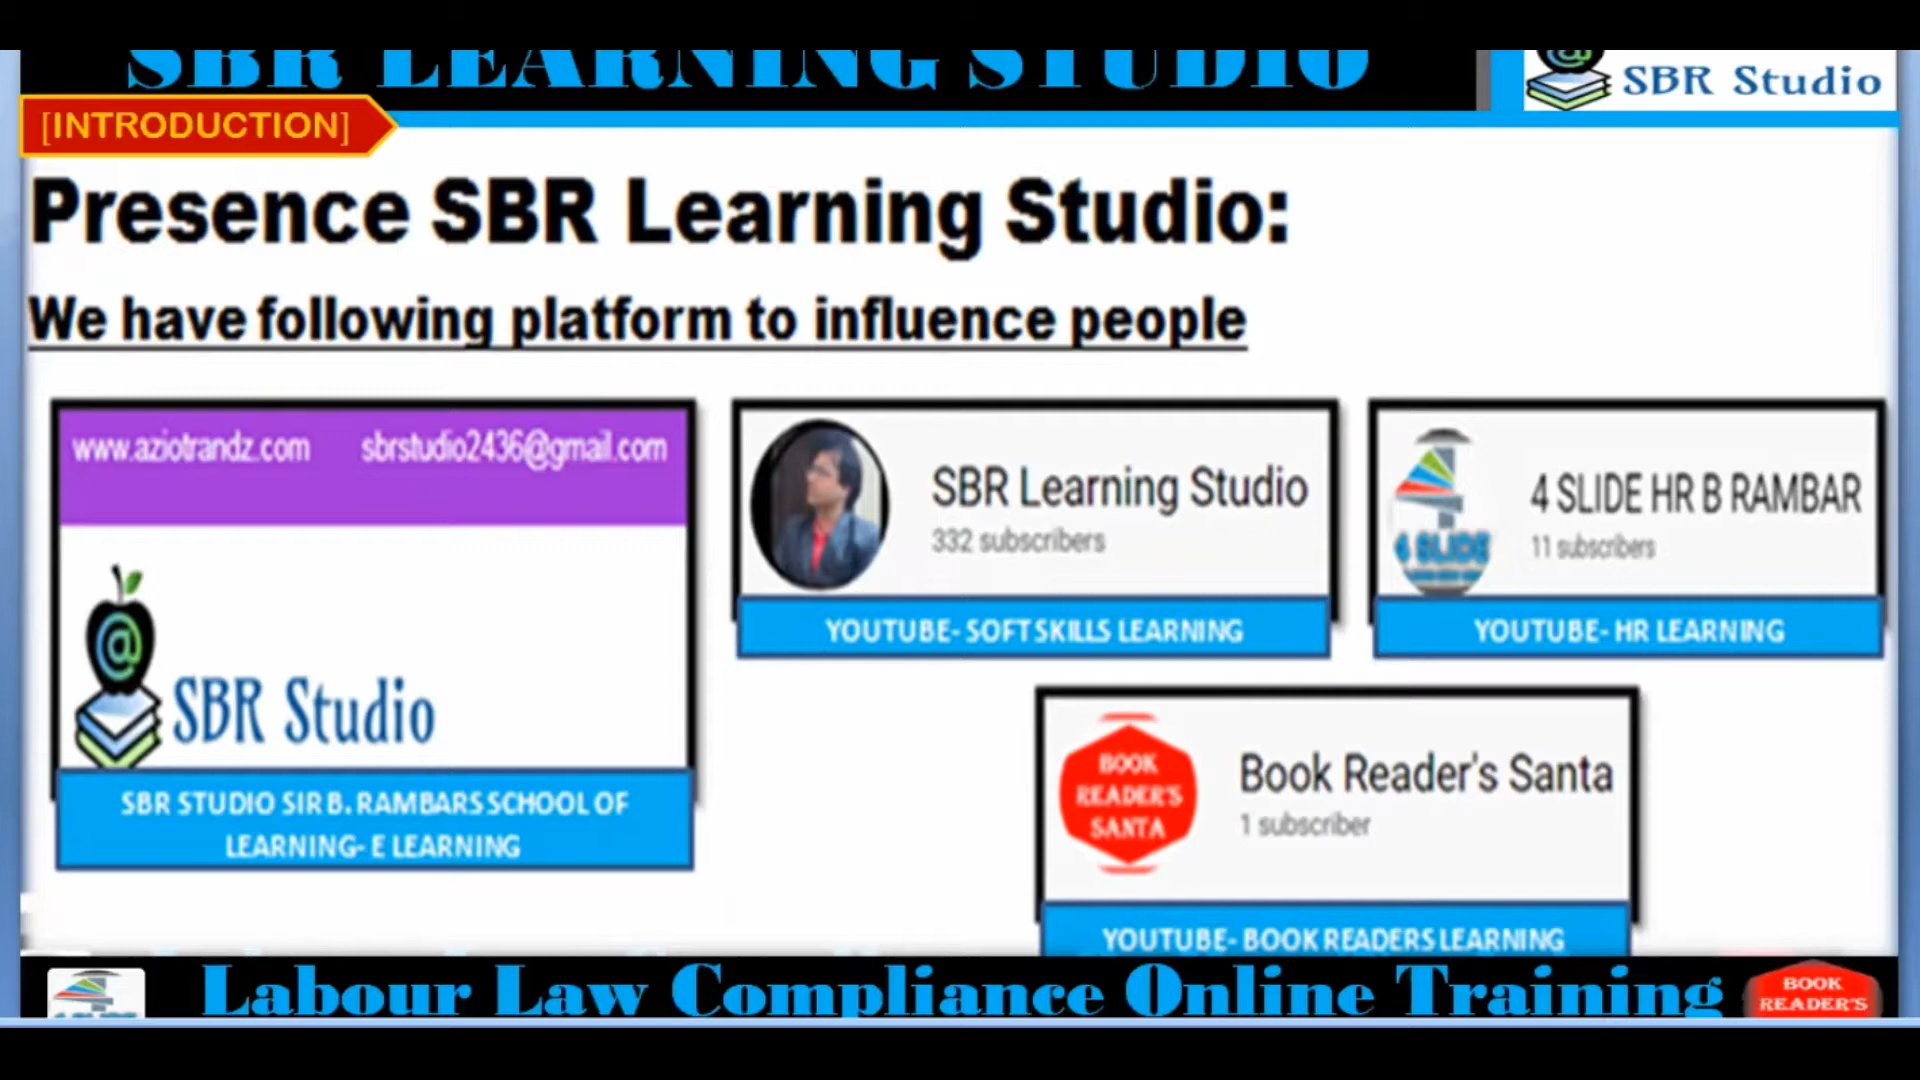 SBR LEARNING STUDIO
SBR Studio
[INTRODUCTION]
Presence SBR Learning Studio:
We have following platform to influence people
www.aziotrandz.com sbrstudio2436@gmail.com
SBR Studio
SBR STUDIO SIR B. RAMBARS SCHOOL OF
LEARNING- E LEARNING
SBR Learning Studio
332 subscribers
YOUTUBE- SOFT SKILLS LEARNING
4 SLIDE
4 SLIDE HR B RAMBAR
11 subscribers
YOUTUBE- HR LEARNING
BOOK
READER'S
SANTA
Book Reader's Santa
1 subscriber
YOUTUBE- BOOK READERS LEARNING
Labour Law Compliance Online Training
BOOK
READER'S